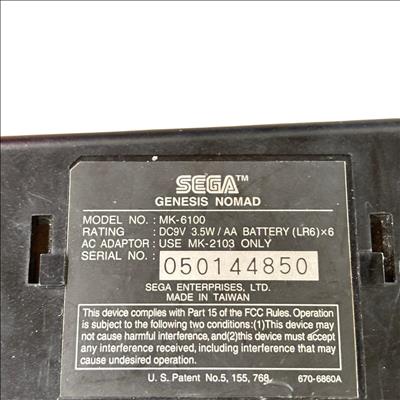 SEGA™
GENESIS NOMAD
MODEL NO. : MK-6100
RATING : DC9V 3.5W / AA BATTERY (LR6)×6
AC ADAPTOR : USE MK-2103 ONLY
SERIAL NO. : 050144850
SEGA ENTERPRISES, LTD.
MADE IN TAIWAN
This device complies with Part 15 of the FCC Rules. Operation
is subject to the following two conditions:(1)This device may
not cause harmful interference, and(2)this device must accept
any interference received, including interference that may
cause undesired operation.
U. S. Patent No.5, 155, 768
670-6860A